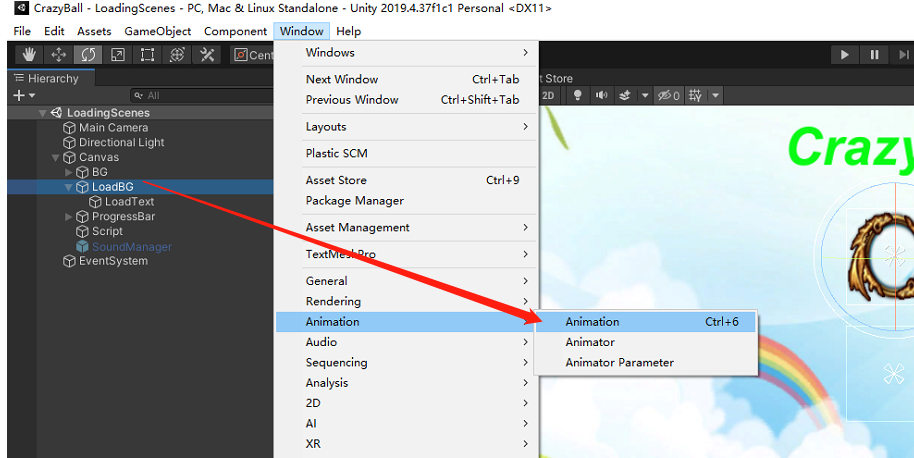 CrazyBall - LoadingScenes - PC, Mac & Linux Standalone - Unity 2019.4.37f1c1 Personal <DX11>
File Edit Assets GameObject Component Window Help
Cent
Hierarchy
All
LoadingScenes
Main Camera
Directional Light
Canvas
BG
LoadBG
LoadText
ProgressBar
Script
SoundManager
EventSystem
Windows
Next Window Ctrl+Tab
Previous Window Ctrl+Shift+Tab
Layouts
Plastic SCM
Asset Store Ctrl+9
Package Manager
Asset Management
TextMeshPro
General
Rendering
Animation
Audio
Sequencing
Analysis
2D
AI
XR
Animation Ctrl+6
Animator
Animator Parameter
t Store
2D 0
Crazy